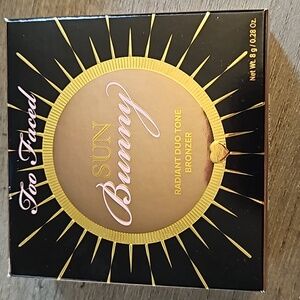 Too Faced
SUN
Bunny
RADIANT DUO TONE
BRONZER
Net Wt. 8 g / 0.28 Oz.